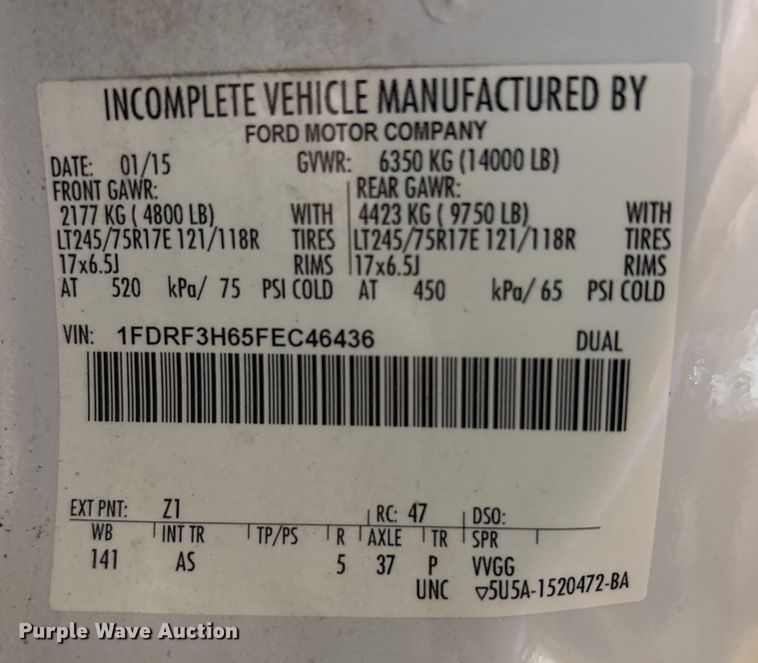 INCOMPLETE VEHICLE MANUFACTURED BY
FORD MOTOR COMPANY
DATE: 01/15 GVWR: 6350 KG (14000 LB)
FRONT GAWR: REAR GAWR:
2177 KG ( 4800 LB) WITH 4423 KG ( 9750 LB) WITH
LT245/75R17E 121/118R TIRES LT245/75R17E 121/118R TIRES
17x6.5J RIMS 17x6.5J RIMS
AT 520 kPa/ 75 PSI COLD AT 450 kPa/ 65 PSI COLD
VIN: 1FDRF3H65FEC46436 DUAL
EXT PNT: Z1 RC: 47 DSO:
WB INT TR TP/PS R AXLE TR SPR
141 AS 5 37 P VVGG
UNC ▽5U5A-1520472-BA
Purple Wave Auction